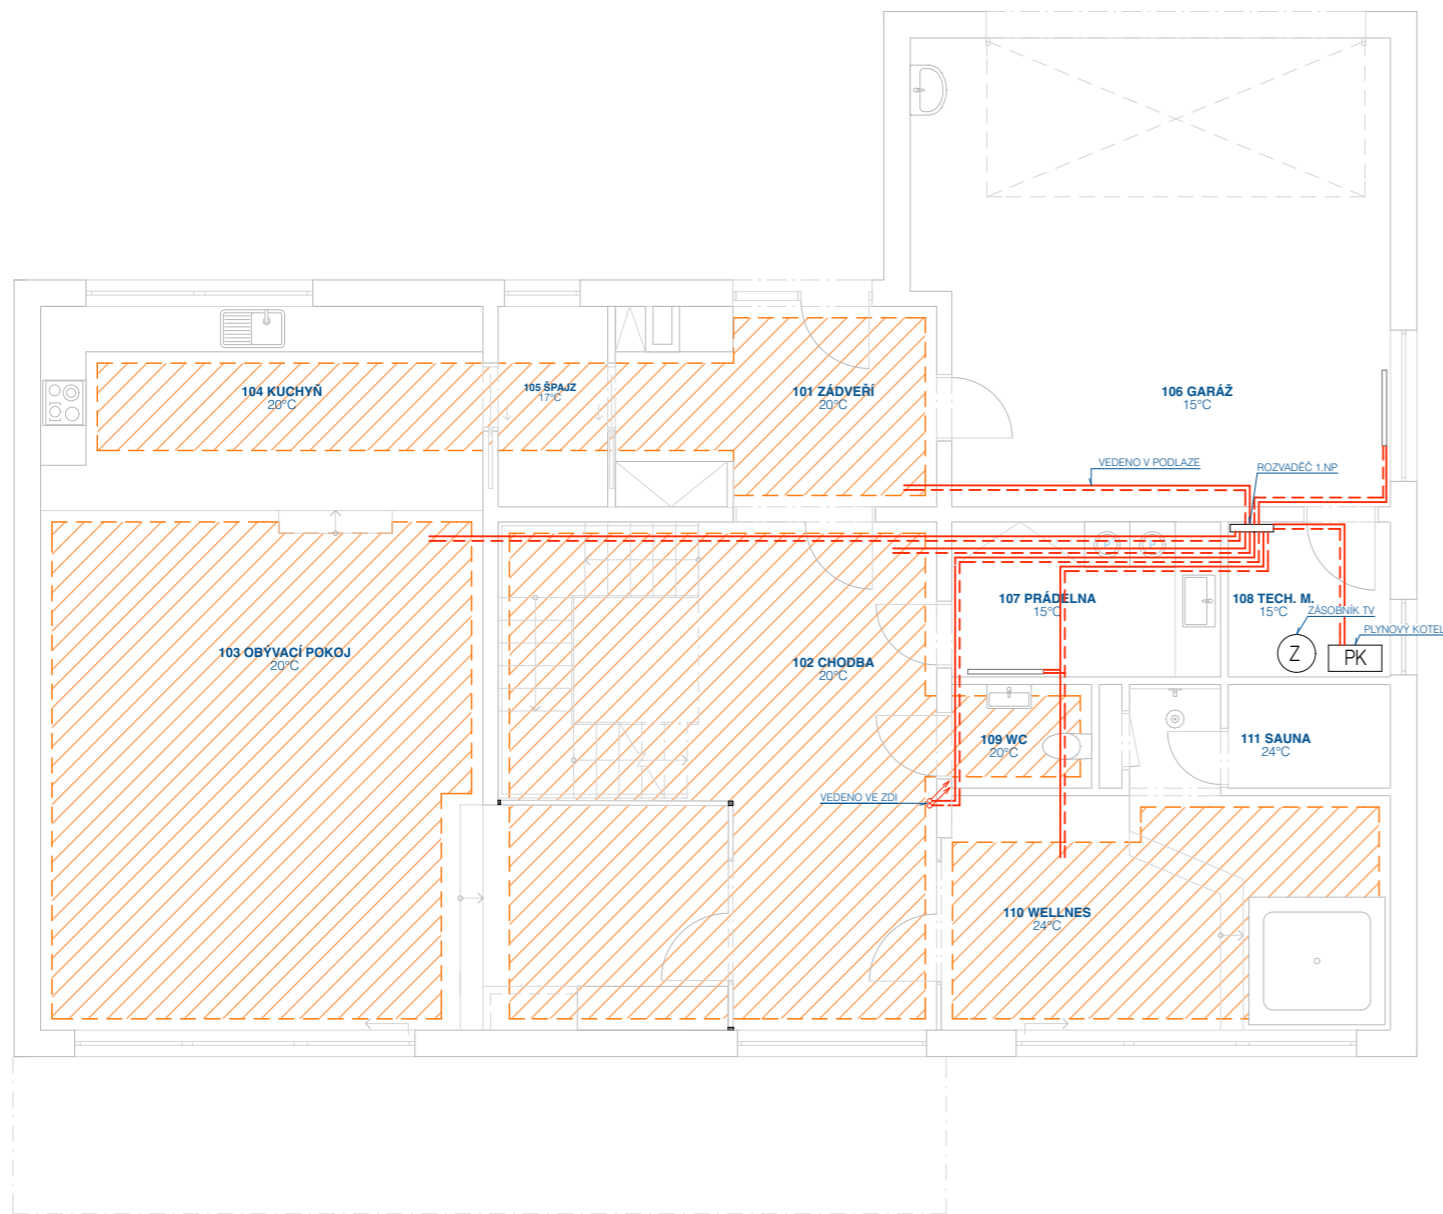 104 KUCHYŇ
20°C
105 ŠPAJZ
17°C
101 ZÁDVEŘÍ
20°C
106 GARÁŽ
15°C
VEDENO V PODLAZE
ROZVADĚČ 1.NP
107 PRÁDELNA
15°C
108 TECH. M.
15°C
ZÁSOBNÍK TV
PLYNOVÝ KOTEL
Z
PK
103 OBÝVACÍ POKOJ
20°C
102 CHODBA
20°C
109 WC
20°C
111 SAUNA
24°C
VEDENO VE ZDI
110 WELLNES
24°C